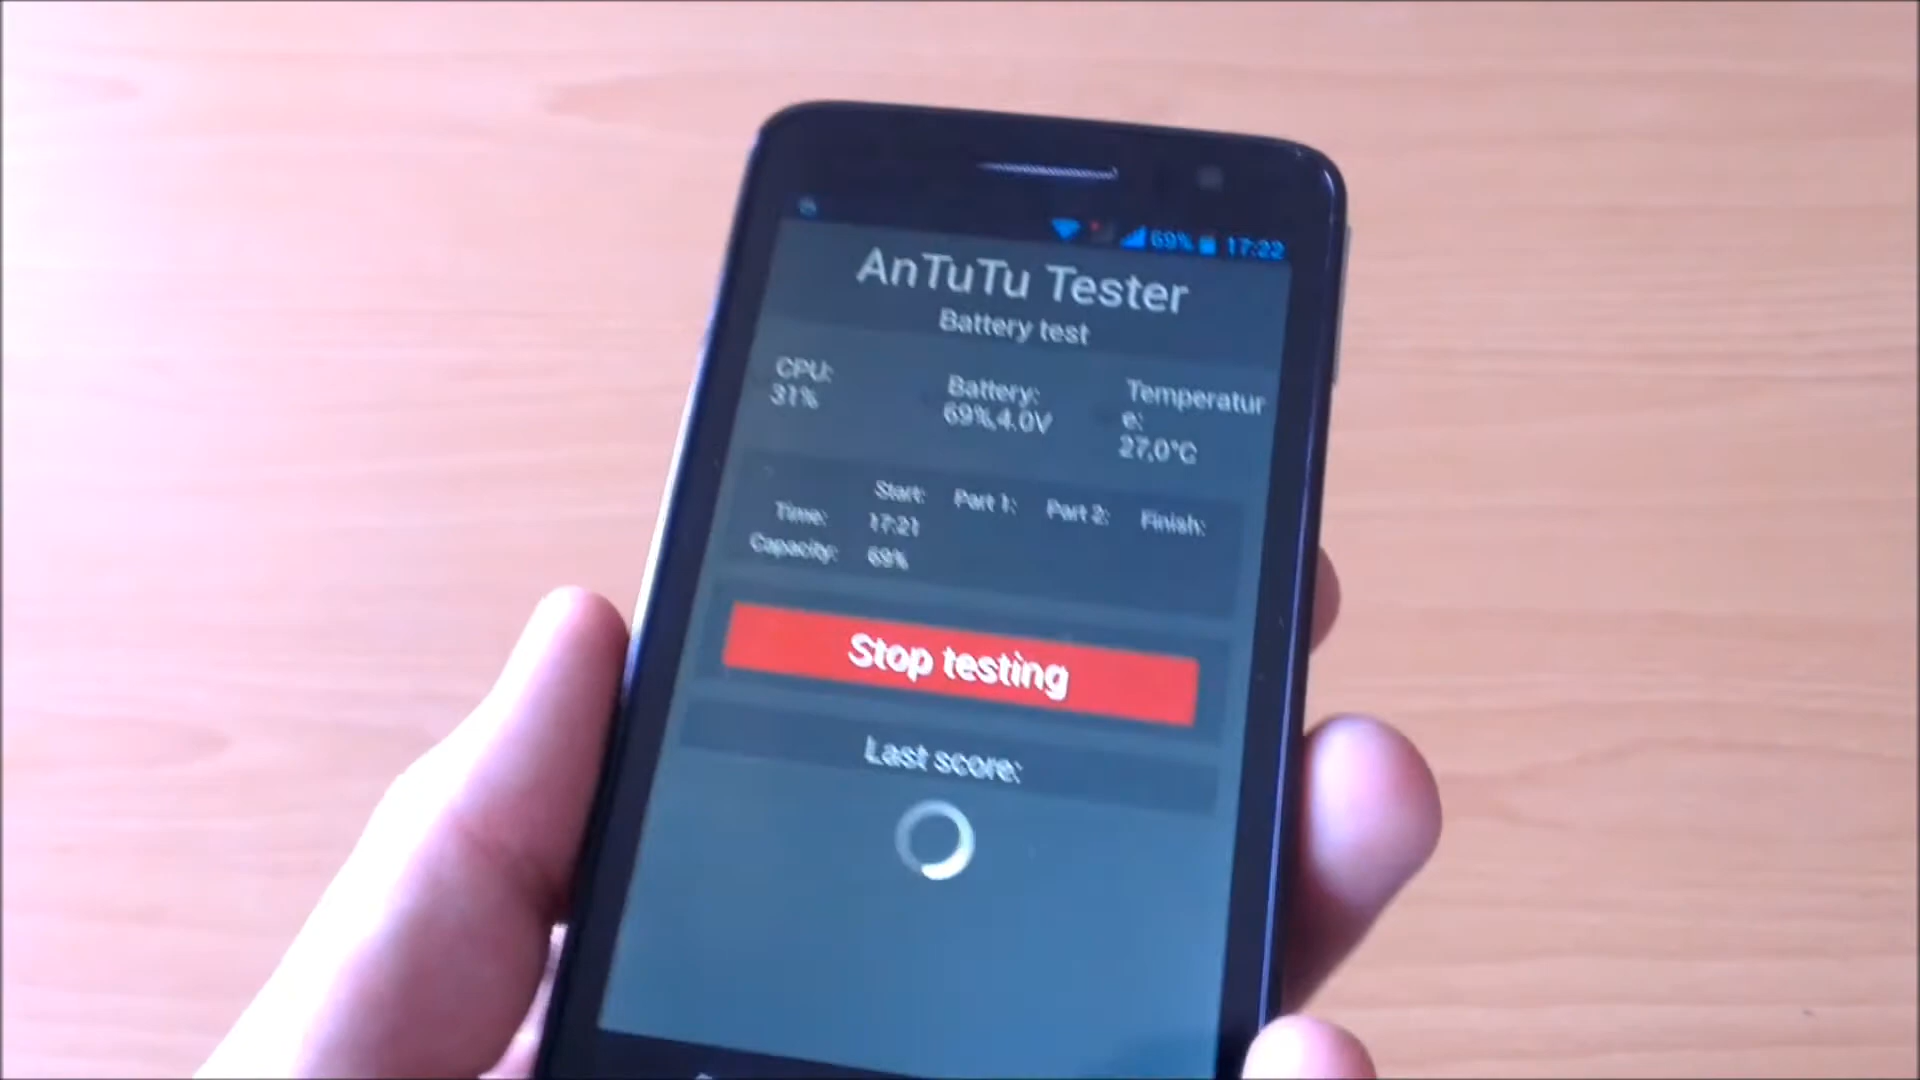 69% 17:22
AnTuTu Tester
Battery test
CPU:
31%
Battery:
69%,4.0V
Temperatur
e:
27,0°C
Start: Part 1: Part 2: Finish:
Time: 17:21
Capacity: 69%
Stop testing
Last score: